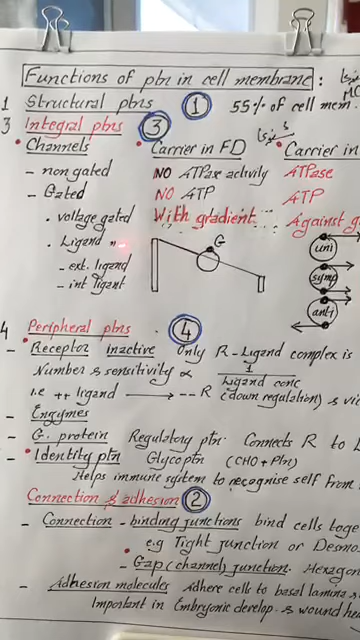 Functions of ptn in cell membrane :
1 Structural ptns ① 55% of cell mem.
3 Integral ptns ③
• Channels • Carrier in FD • Carrier in
- non gated NO ATPase activity ATPase
- Gated NO ATP ATP
. voltage gated With gradient... Against g
. Ligand "
- ext. ligand
- int ligant
G
uni
symp
anti
4 Peripheral ptns ④
- Receptor Inactive Only R-Ligand complex is
Number & sensitivity ∝ 1 / Ligand conc
i.e ++ ligand → -- R (down regulation) & vic
- Enzymes
- G. protein Regulatory ptn. Connects R to
- • Identity ptn Glycoptn (CHO + Ptn)
Helps immune system to recognise self from
Connection & adhesion ②
- Connection - binding junctions bind cells toge
e.g Tight junction or Desmo
- Gap (channel) junction. Hexagon
- Adhesion molecules Adhere cells to basal lamina &
Important in Embryonic develop. & wound hea